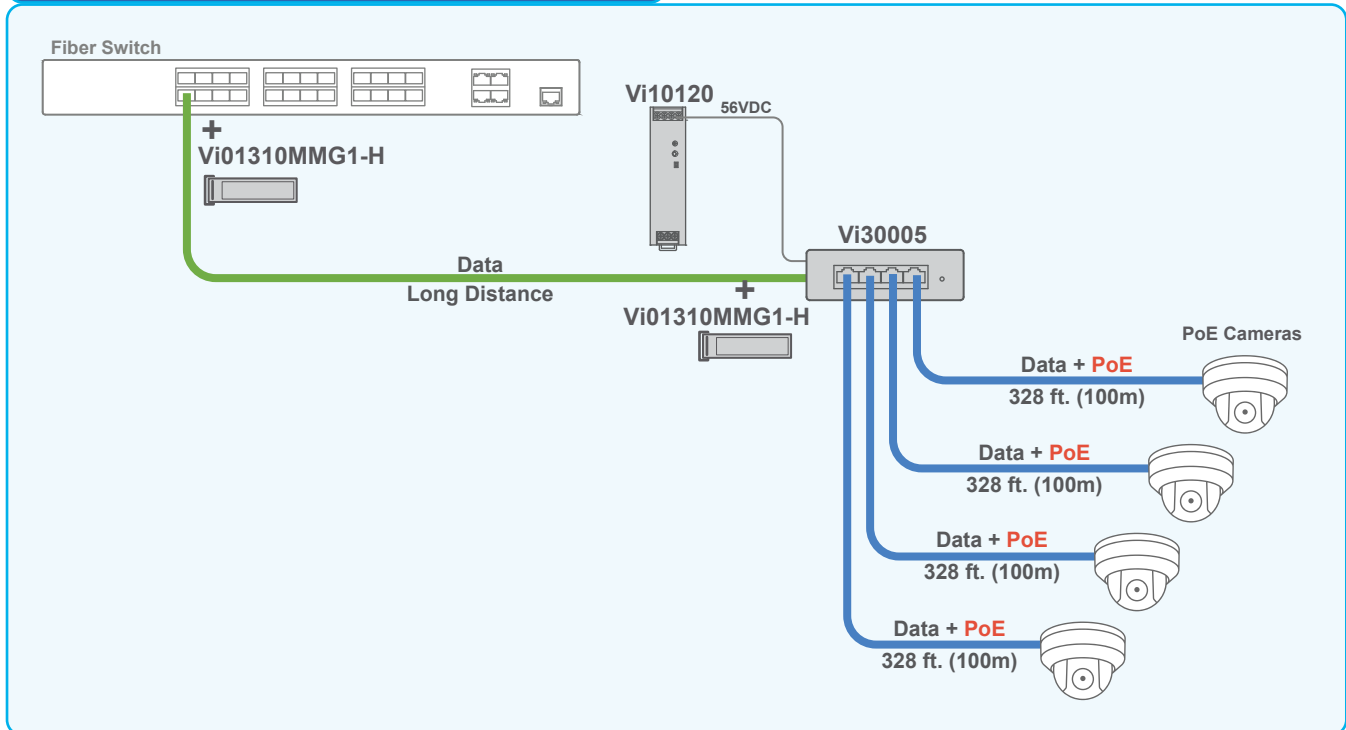 Fiber Switch
Vi10120
56VDC
+
Vi01310MMG1-H
Vi30005
Data
Long Distance
+
Vi01310MMG1-H
PoE Cameras
Data + PoE
328 ft. (100m)
Data + PoE
328 ft. (100m)
Data + PoE
328 ft. (100m)
Data + PoE
328 ft. (100m)